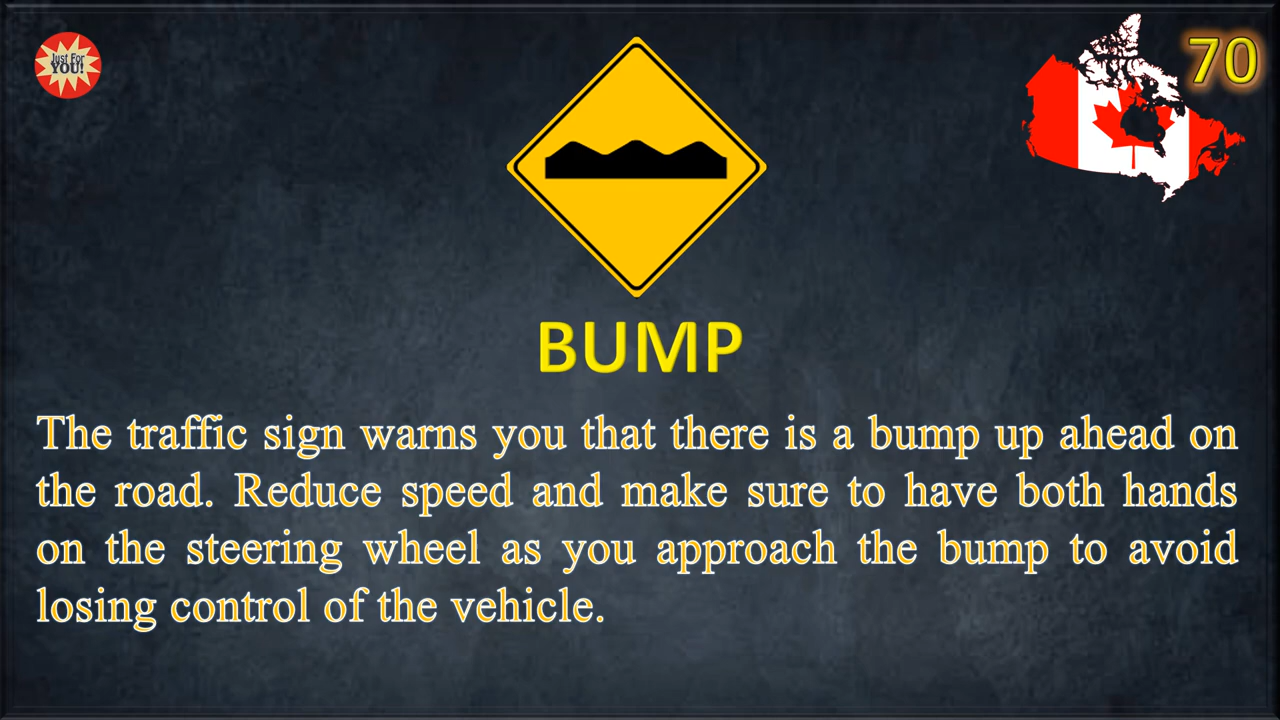 Just For
YOU!
70
BUMP
The traffic sign warns you that there is a bump up ahead on
the road. Reduce speed and make sure to have both hands
on the steering wheel as you approach the bump to avoid
losing control of the vehicle.